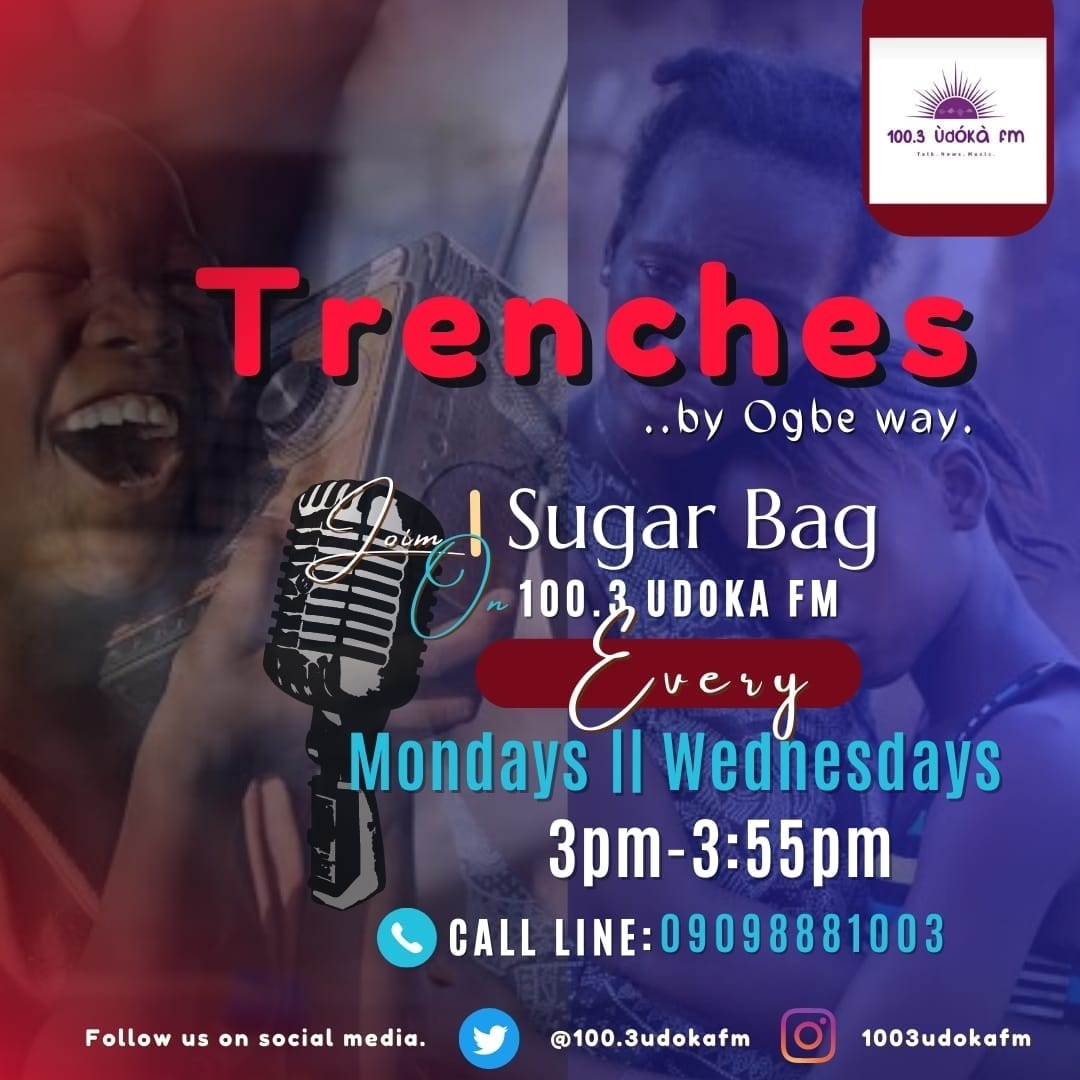 100.3 ùdókà fm
Talk. News. Music.
Trenches
..by Ogbe way.
Joim | Sugar Bag
On 100.3 UDOKA FM
Every
Mondays || Wednesdays
3pm-3:55pm
CALL LINE:09098881003
Follow us on social media. @100.3udokafm 1003udokafm